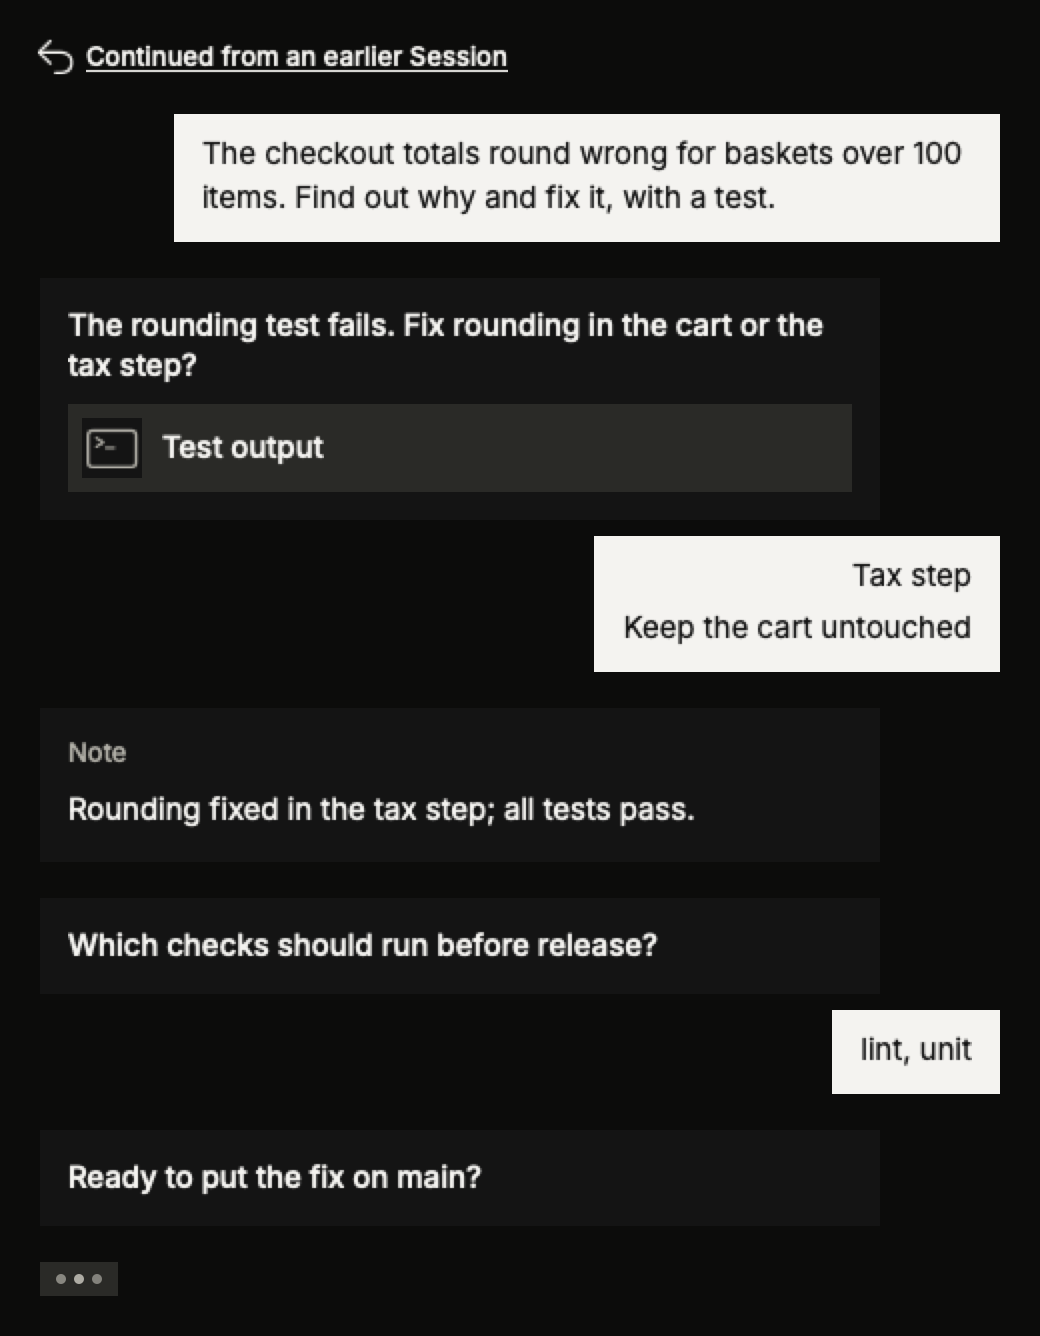 Continued from an earlier Session
The checkout totals round wrong for baskets over 100
items. Find out why and fix it, with a test.
The rounding test fails. Fix rounding in the cart or the
tax step?
>_ Test output
Tax step
Keep the cart untouched
Note
Rounding fixed in the tax step; all tests pass.
Which checks should run before release?
lint, unit
Ready to put the fix on main?